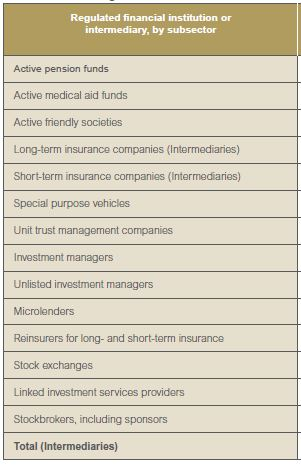 Regulated financial institution or
intermediary, by subsector
Active pension funds
Active medical aid funds
Active friendly societies
Long-term insurance companies (Intermediaries)
Short-term insurance companies (Intermediaries)
Special purpose vehicles
Unit trust management companies
Investment managers
Unlisted investment managers
Microlenders
Reinsurers for long- and short-term insurance
Stock exchanges
Linked investment services providers
Stockbrokers, including sponsors
Total (Intermediaries)